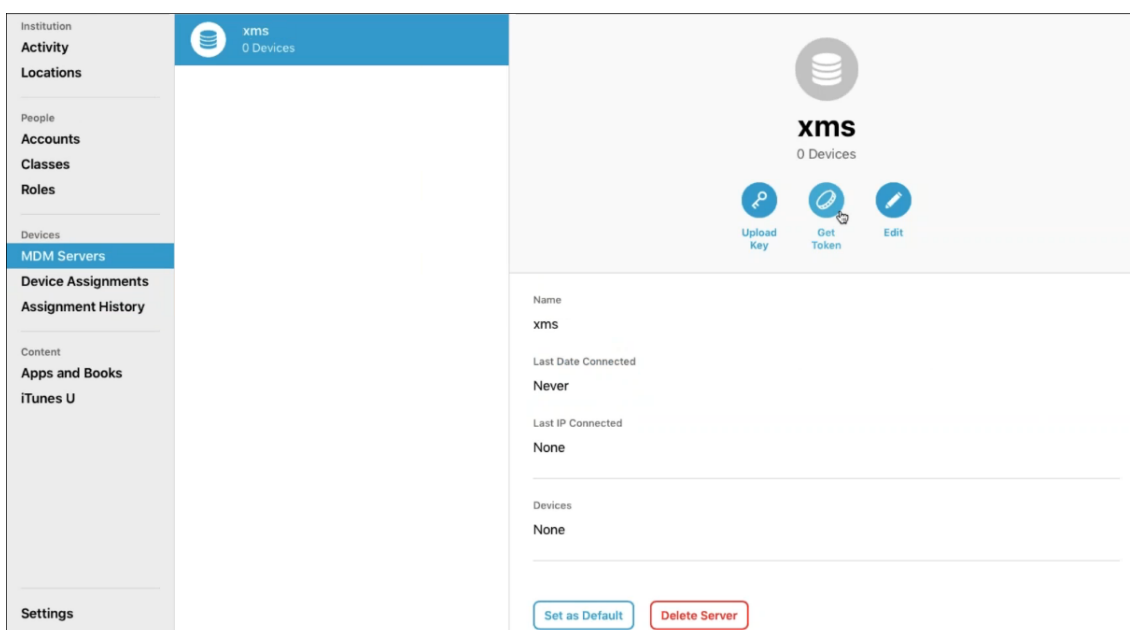 Institution
Activity
Locations
People
Accounts
Classes
Roles
Devices
MDM Servers
Device Assignments
Assignment History
Content
Apps and Books
iTunes U
Settings
xms
0 Devices
xms
0 Devices
Upload
Key
Get
Token
Edit
Name
xms
Last Date Connected
Never
Last IP Connected
None
Devices
None
Set as Default
Delete Server